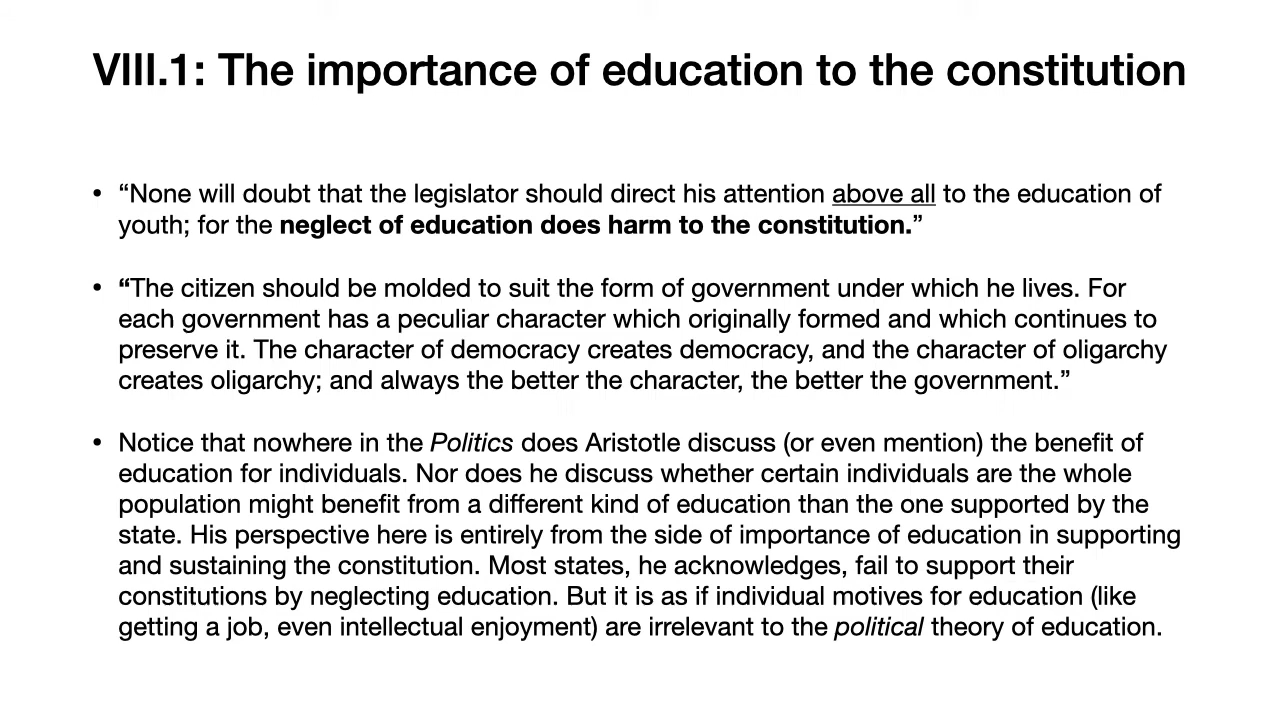 VIII.1: The importance of education to the constitution
• “None will doubt that the legislator should direct his attention above all to the education of
youth; for the neglect of education does harm to the constitution.”
• “The citizen should be molded to suit the form of government under which he lives. For
each government has a peculiar character which originally formed and which continues to
preserve it. The character of democracy creates democracy, and the character of oligarchy
creates oligarchy; and always the better the character, the better the government.”
• Notice that nowhere in the Politics does Aristotle discuss (or even mention) the benefit of
education for individuals. Nor does he discuss whether certain individuals are the whole
population might benefit from a different kind of education than the one supported by the
state. His perspective here is entirely from the side of importance of education in supporting
and sustaining the constitution. Most states, he acknowledges, fail to support their
constitutions by neglecting education. But it is as if individual motives for education (like
getting a job, even intellectual enjoyment) are irrelevant to the political theory of education.